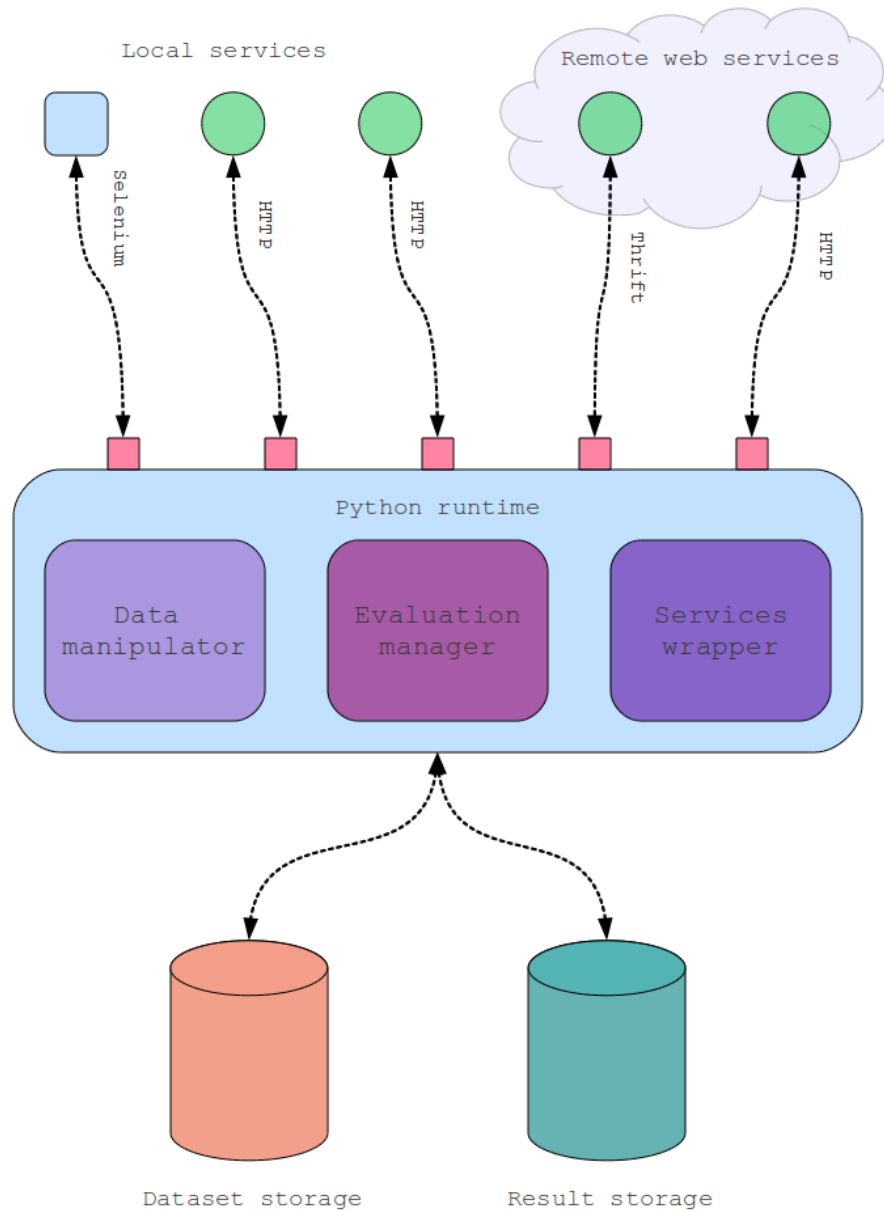 Local services
Remote web services
Selenium
HTTP
HTTP
Thrift
HTTP
Python runtime
Data
manipulator
Evaluation
manager
Services
wrapper
Dataset storage
Result storage